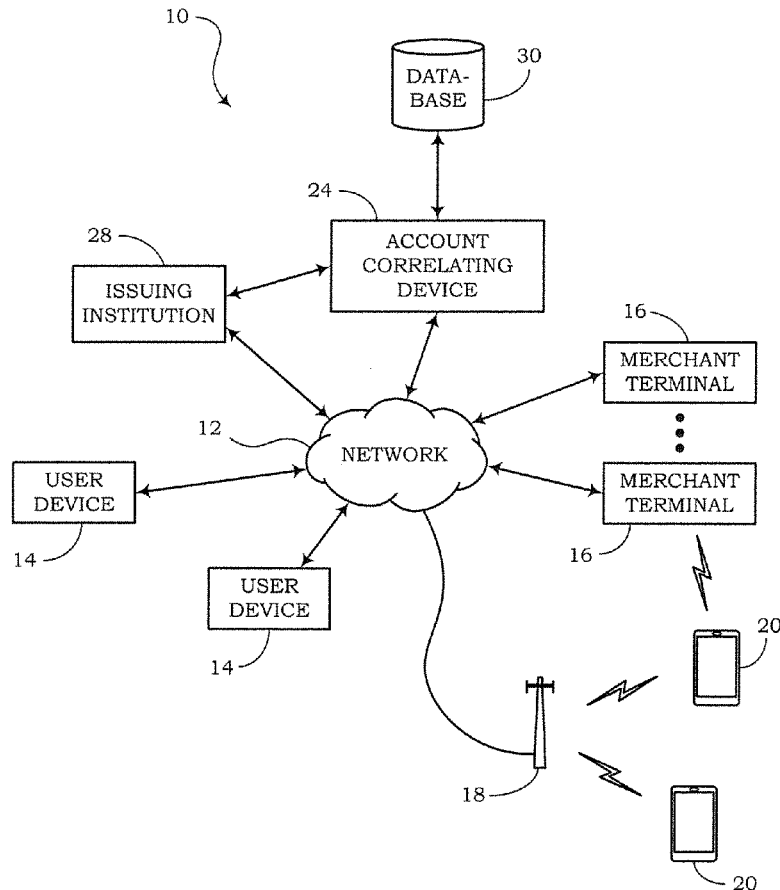 10
DATA-
BASE
30
24
ACCOUNT
CORRELATING
DEVICE
28
ISSUING
INSTITUTION
16
MERCHANT
TERMINAL
12
NETWORK
USER
DEVICE
14
MERCHANT
TERMINAL
16
USER
DEVICE
14
20
18
20